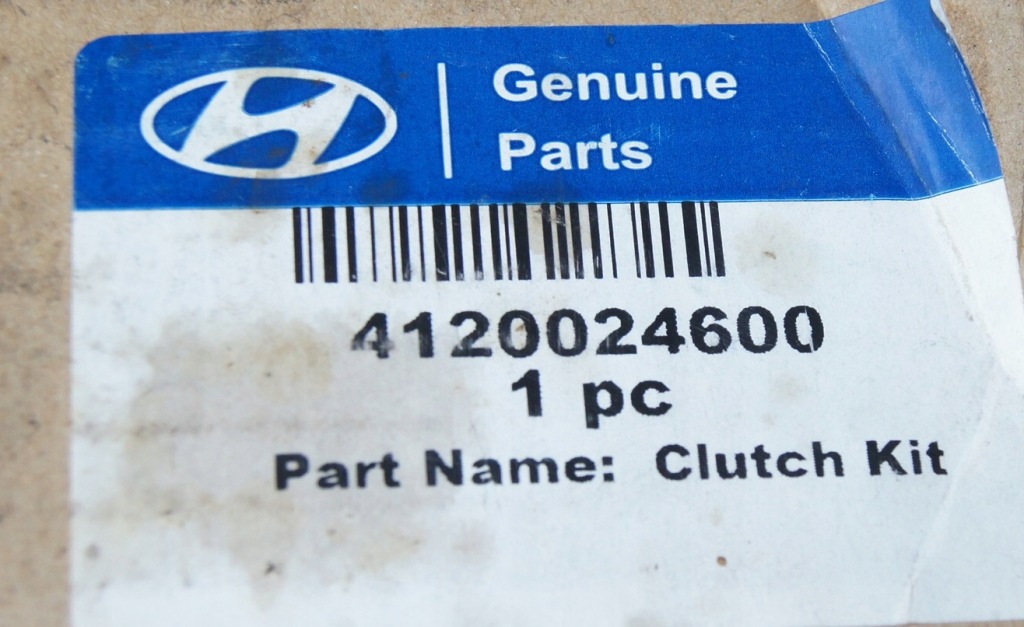 Genuine
Parts
4120024600
1 pc
Part Name: Clutch Kit